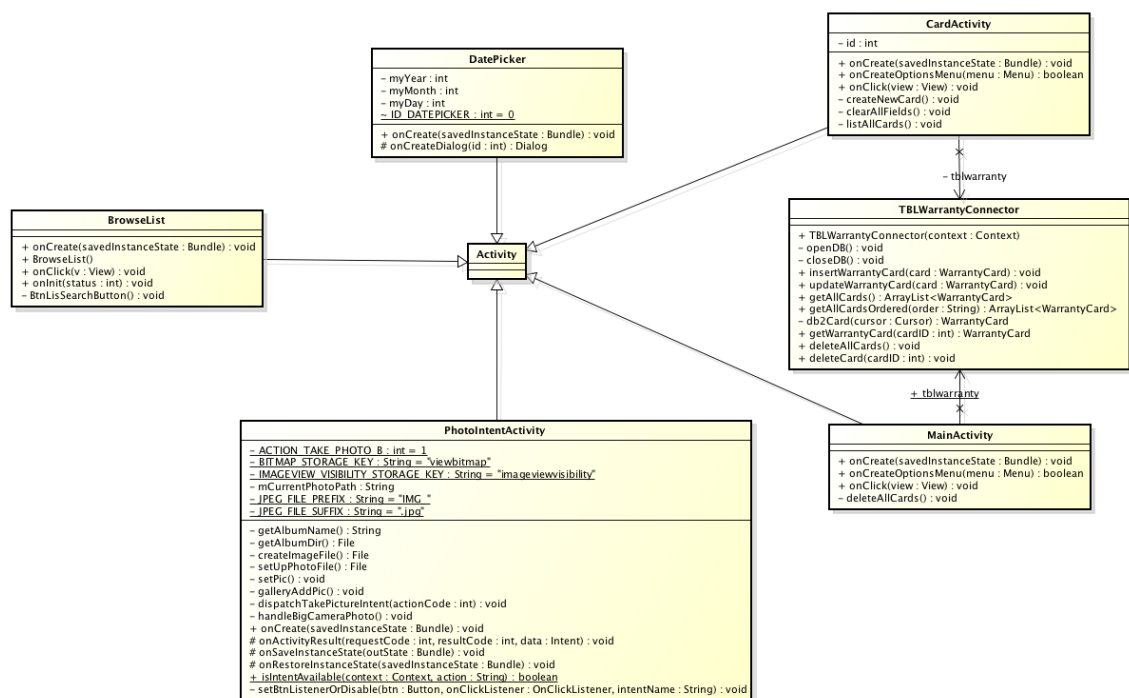 CardActivity
– id : int
+ onCreate(savedInstanceState : Bundle) : void
+ onCreateOptionsMenu(menu : Menu) : boolean
+ onClick(view : View) : void
– createNewCard() : void
– clearAllFields() : void
– listAllCards() : void
DatePicker
– myYear : int
– myMonth : int
– myDay : int
~ ID_DATEPICKER : int = 0
+ onCreate(savedInstanceState : Bundle) : void
# onCreateDialog(id : int) : Dialog
– tblwarranty
BrowseList
+ onCreate(savedInstanceState : Bundle) : void
+ BrowseList()
+ onClick(v : View) : void
+ onInit(status : int) : void
– BtnLisSearchButton() : void
Activity
TBLWarrantyConnector
+ TBLWarrantyConnector(context : Context)
– openDB() : void
– closeDB() : void
+ insertWarrantyCard(card : WarrantyCard) : void
+ updateWarrantyCard(card : WarrantyCard) : void
+ getAllCards() : ArrayList<WarrantyCard>
+ getAllCardsOrdered(order : String) : ArrayList<WarrantyCard>
– db2Card(cursor : Cursor) : WarrantyCard
+ getWarrantyCard(cardID : int) : WarrantyCard
+ deleteAllCards() : void
+ deleteCard(cardID : int) : void
+ tblwarranty
MainActivity
+ onCreate(savedInstanceState : Bundle) : void
+ onCreateOptionsMenu(menu : Menu) : boolean
+ onClick(view : View) : void
– deleteAllCards() : void
PhotoIntentActivity
– ACTION_TAKE_PHOTO_B : int = 1
– BITMAP_STORAGE_KEY : String = "viewbitmap"
– IMAGEVIEW_VISIBILITY_STORAGE_KEY : String = "imageviewvisibility"
– mCurrentPhotoPath : String
– JPEG_FILE_PREFIX : String = "IMG_"
– JPEG_FILE_SUFFIX : String = ".jpg"
– getAlbumName() : String
– getAlbumDir() : File
– createImageFile() : File
– setUpPhotoFile() : File
– setPic() : void
– galleryAddPic() : void
– dispatchTakePictureIntent(actionCode : int) : void
– handleBigCameraPhoto() : void
+ onCreate(savedInstanceState : Bundle) : void
# onActivityResult(requestCode : int, resultCode : int, data : Intent) : void
# onSaveInstanceState(outState : Bundle) : void
# onRestoreInstanceState(savedInstanceState : Bundle) : void
+ isIntentAvailable(context : Context, action : String) : boolean
– setBtnListenerOrDisable(btn : Button, onClickListener : OnClickListener, intentName : String) : void